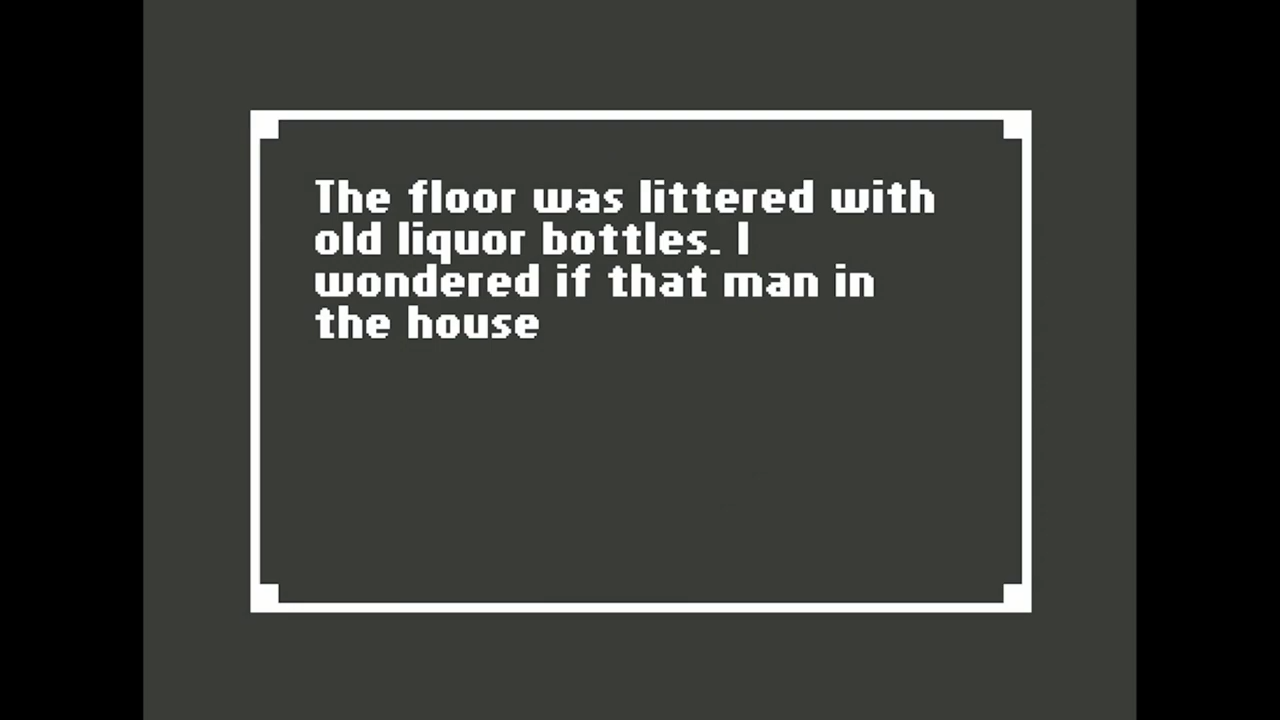 The floor was littered with
old liquor bottles. I
wondered if that man in
the house